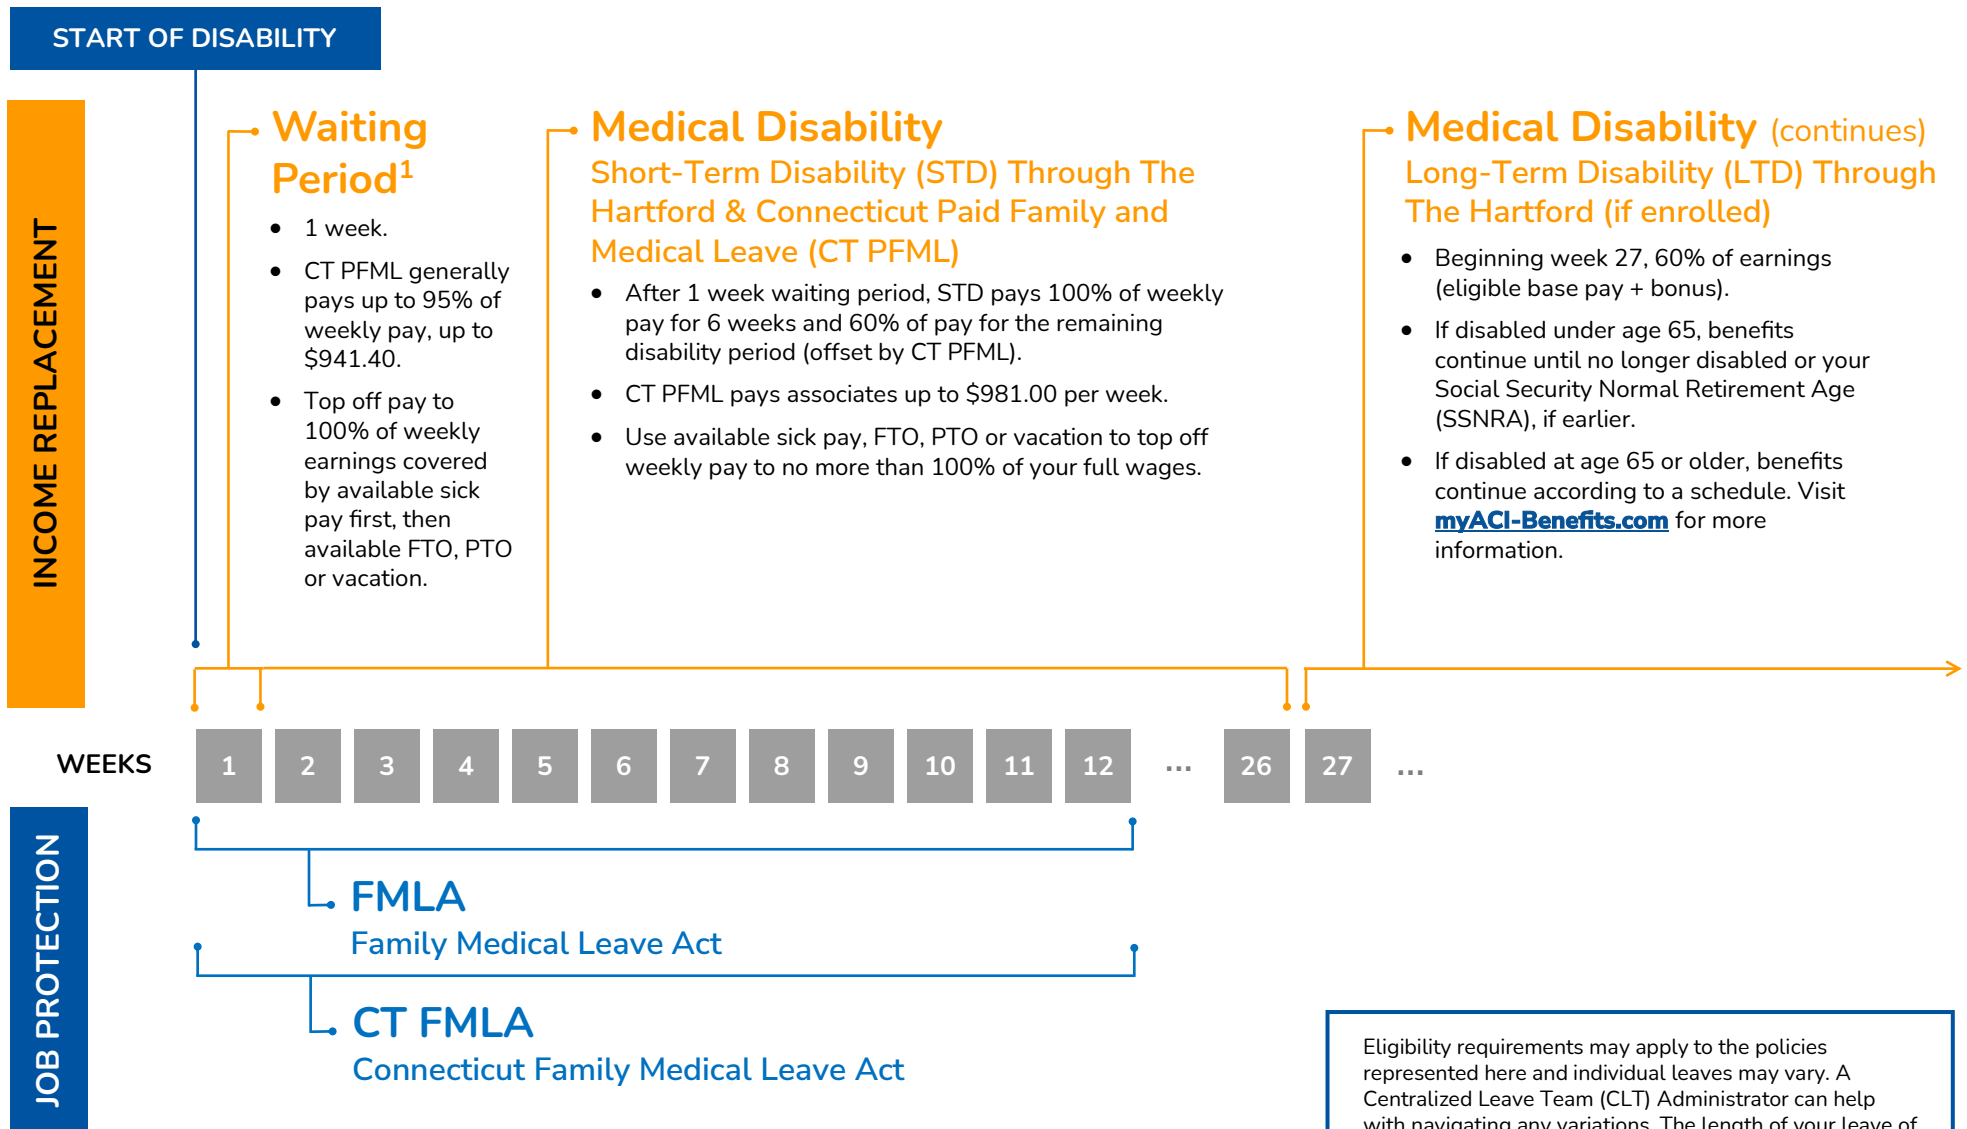 START OF DISABILITY
INCOME REPLACEMENT
Waiting
Period¹
• 1 week.
• CT PFML generally
pays up to 95% of
weekly pay, up to
$941.40.
• Top off pay to
100% of weekly
earnings covered
by available sick
pay first, then
available FTO, PTO
or vacation.
Medical Disability
Short-Term Disability (STD) Through The
Hartford & Connecticut Paid Family and
Medical Leave (CT PFML)
• After 1 week waiting period, STD pays 100% of weekly
pay for 6 weeks and 60% of pay for the remaining
disability period (offset by CT PFML).
• CT PFML pays associates up to $981.00 per week.
• Use available sick pay, FTO, PTO or vacation to top off
weekly pay to no more than 100% of your full wages.
Medical Disability (continues)
Long-Term Disability (LTD) Through
The Hartford (if enrolled)
• Beginning week 27, 60% of earnings
(eligible base pay + bonus).
• If disabled under age 65, benefits
continue until no longer disabled or your
Social Security Normal Retirement Age
(SSNRA), if earlier.
• If disabled at age 65 or older, benefits
continue according to a schedule. Visit
myACI-Benefits.com for more
information.
WEEKS 1 2 3 4 5 6 7 8 9 10 11 12 ... 26 27 ...
JOB PROTECTION
FMLA
Family Medical Leave Act
CT FMLA
Connecticut Family Medical Leave Act
Eligibility requirements may apply to the policies
represented here and individual leaves may vary. A
Centralized Leave Team (CLT) Administrator can help
with navigating any variations. The length of your leave of